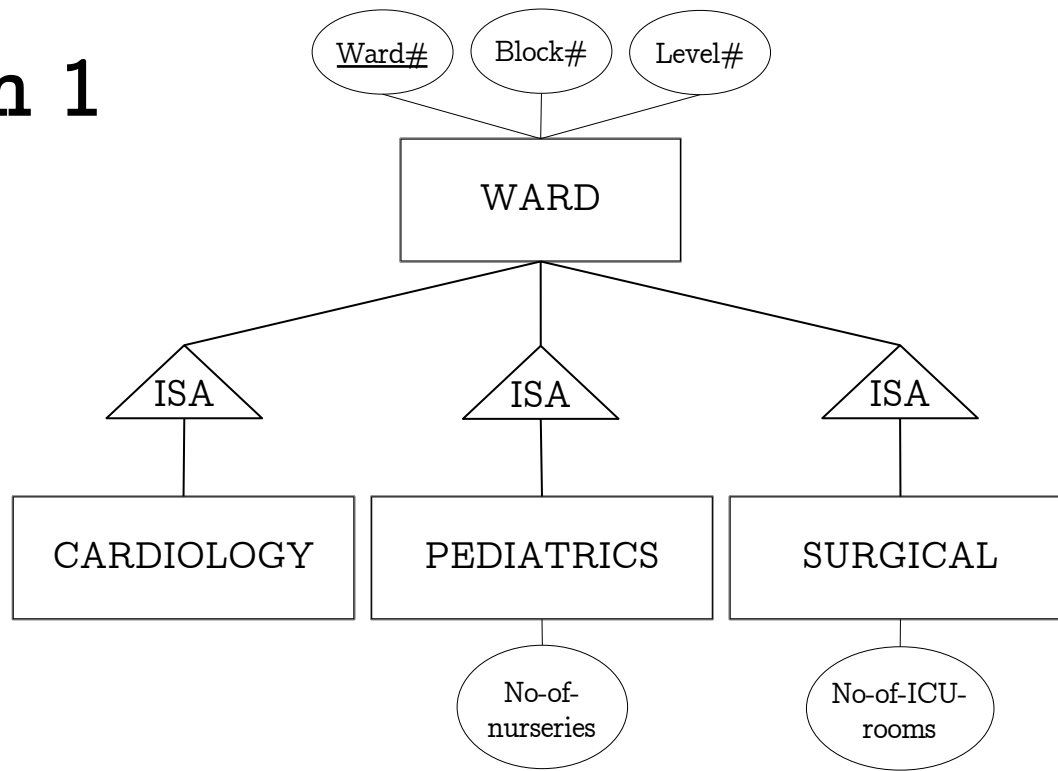 n 1
Ward#
Block#
Level#
WARD
ISA
ISA
ISA
CARDIOLOGY
PEDIATRICS
SURGICAL
No-of-
nurseries
No-of-ICU-
rooms